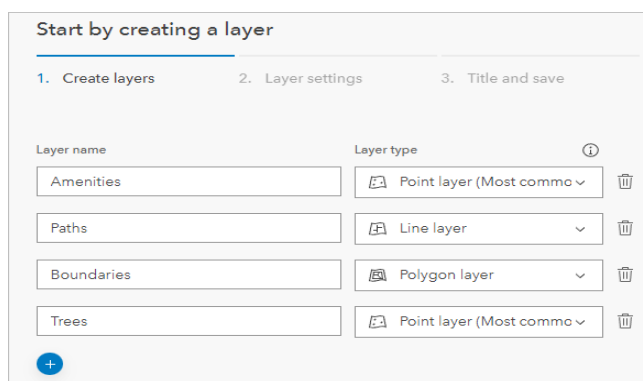 Start by creating a layer
1. Create layers 2. Layer settings 3. Title and save
Layer name Layer type
Amenities Point layer (Most commo
Paths Line layer
Boundaries Polygon layer
Trees Point layer (Most commo